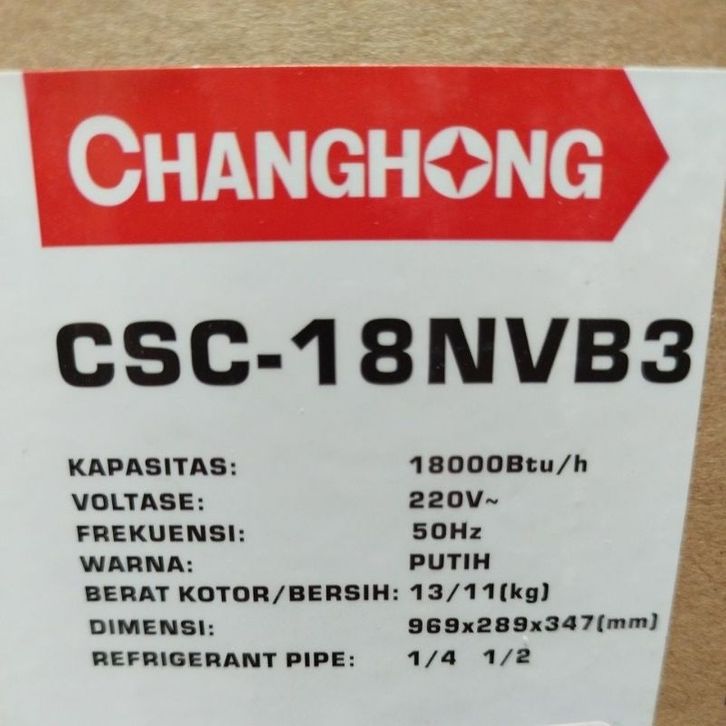 CHANGHONG
CSC-18NVB3
KAPASITAS: 18000Btu/h
VOLTASE: 220V~
FREKUENSI: 50Hz
WARNA: PUTIH
BERAT KOTOR/BERSIH: 13/11(kg)
DIMENSI: 969x289x347(mm)
REFRIGERANT PIPE: 1/4 1/2